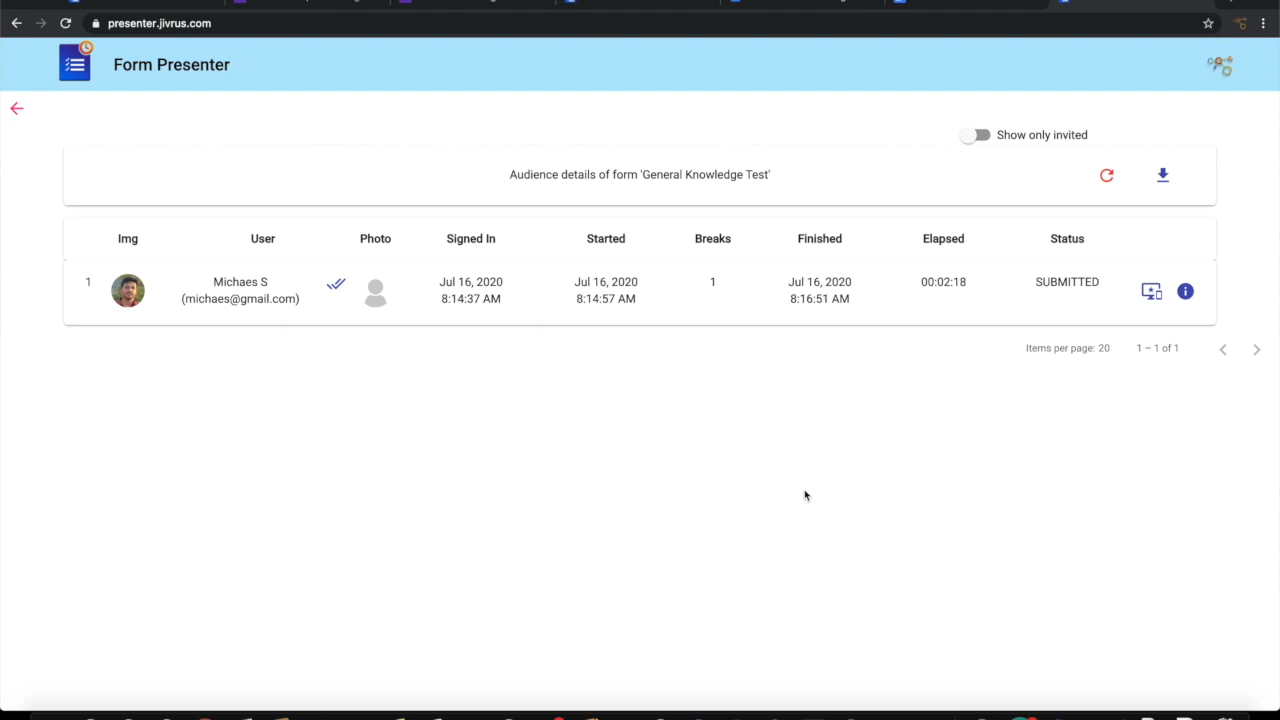 presenter.jivrus.com
Form Presenter
Show only invited
Audience details of form 'General Knowledge Test'
Img User Photo Signed In Started Breaks Finished Elapsed Status
1 Michaes S Jul 16, 2020 Jul 16, 2020 1 Jul 16, 2020 00:02:18 SUBMITTED
(michaes@gmail.com) 8:14:37 AM 8:14:57 AM 8:16:51 AM
Items per page: 20 1 – 1 of 1